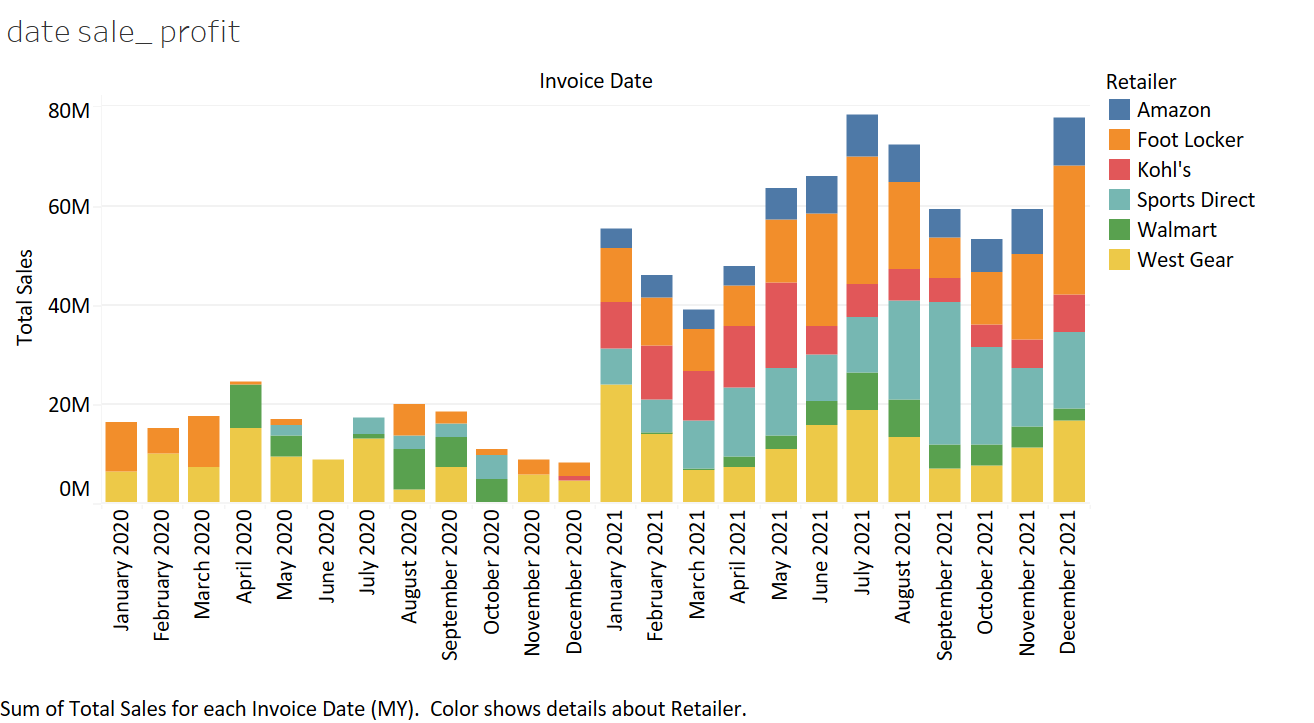 date sale_ profit
Invoice Date
Retailer
Amazon
Foot Locker
Kohl's
Sports Direct
Walmart
West Gear
Total Sales
80M
60M
40M
20M
0M
January 2020
February 2020
March 2020
April 2020
May 2020
June 2020
July 2020
August 2020
September 2020
October 2020
November 2020
December 2020
January 2021
February 2021
March 2021
April 2021
May 2021
June 2021
July 2021
August 2021
September 2021
October 2021
November 2021
December 2021
Sum of Total Sales for each Invoice Date (MY).  Color shows details about Retailer.